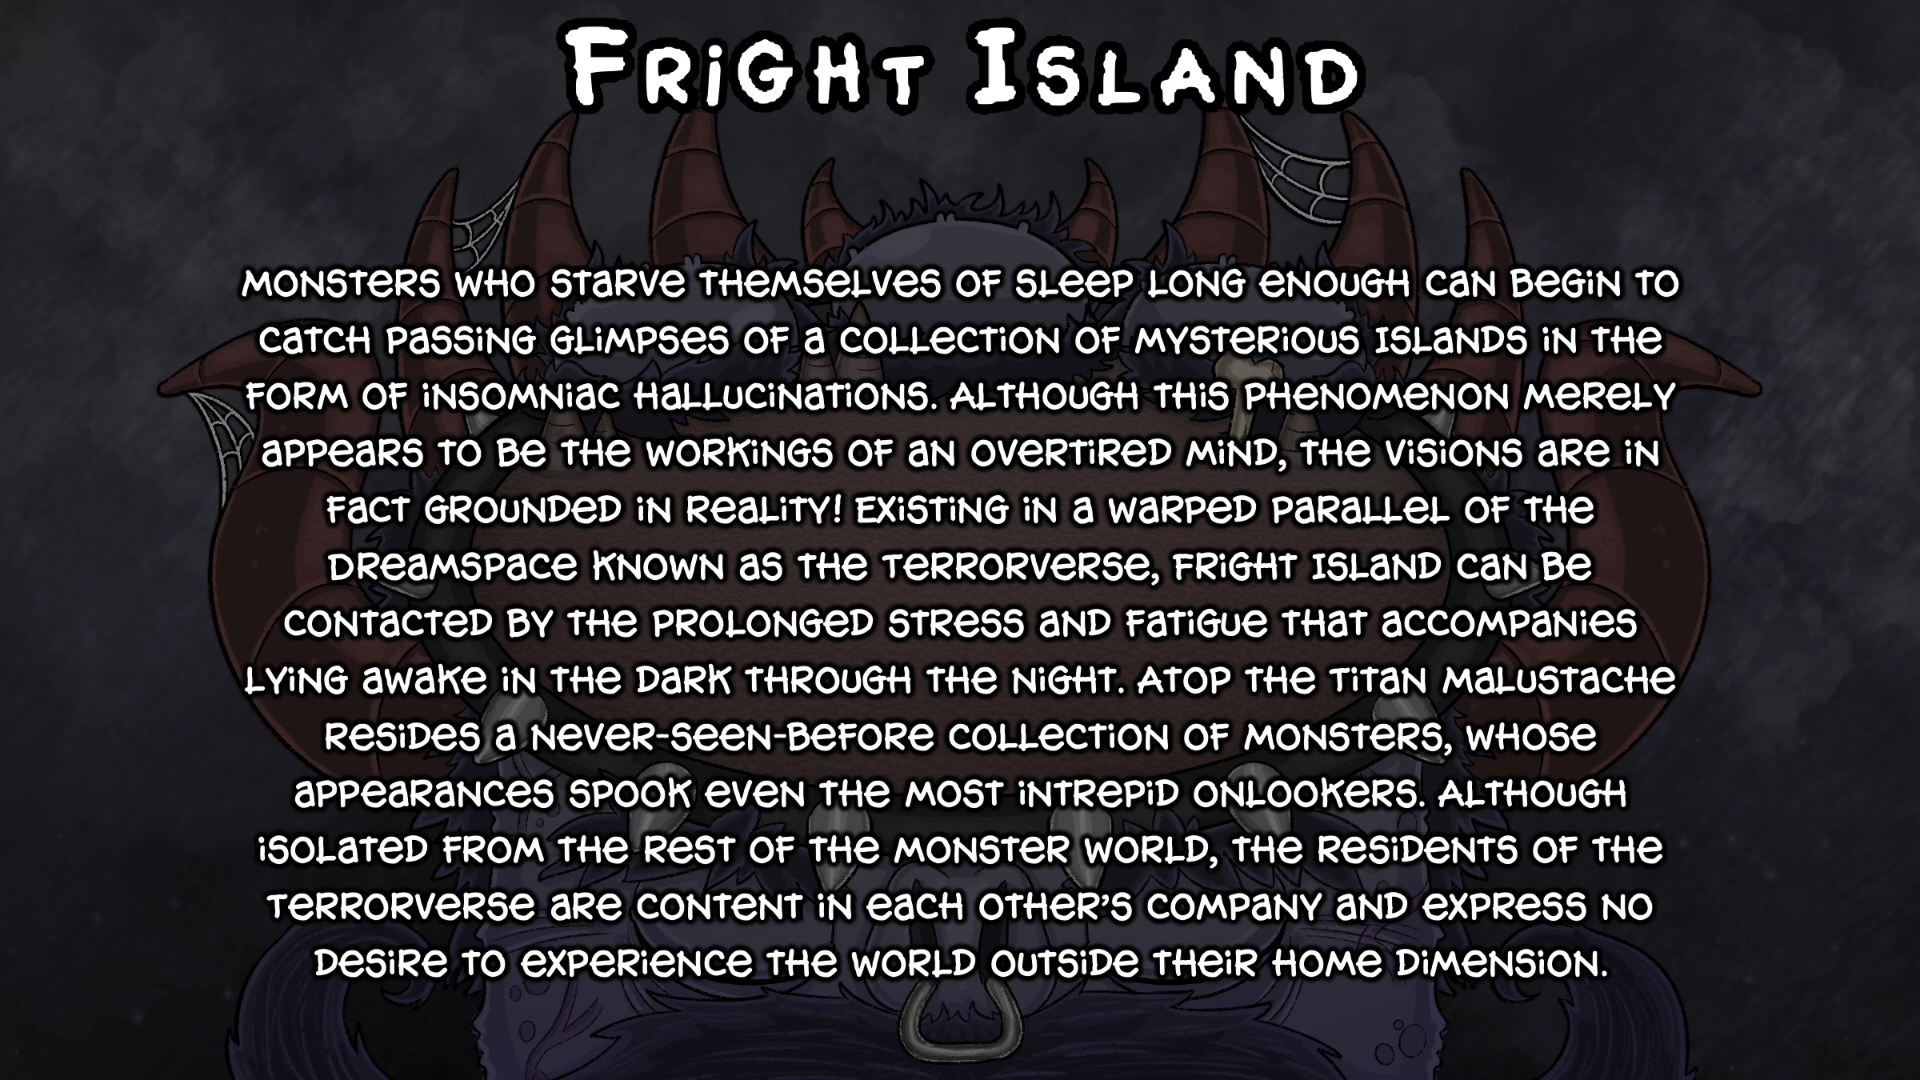 Fright Island
Monsters who starve themselves of sleep long enough can begin to
catch passing glimpses of a collection of mysterious islands in the
form of insomniac hallucinations. Although this phenomenon merely
appears to be the workings of an overtired mind, the visions are in
fact grounded in reality! Existing in a warped parallel of the
Dreamspace known as the Terrorverse, Fright Island can be
contacted by the prolonged stress and fatigue that accompanies
lying awake in the dark through the night. Atop the titan Malustache
resides a never-seen-before collection of monsters, whose
appearances spook even the most intrepid onlookers. Although
isolated from the rest of the Monster World, the residents of the
Terrorverse are content in each other's company and express no
desire to experience the world outside their home dimension.